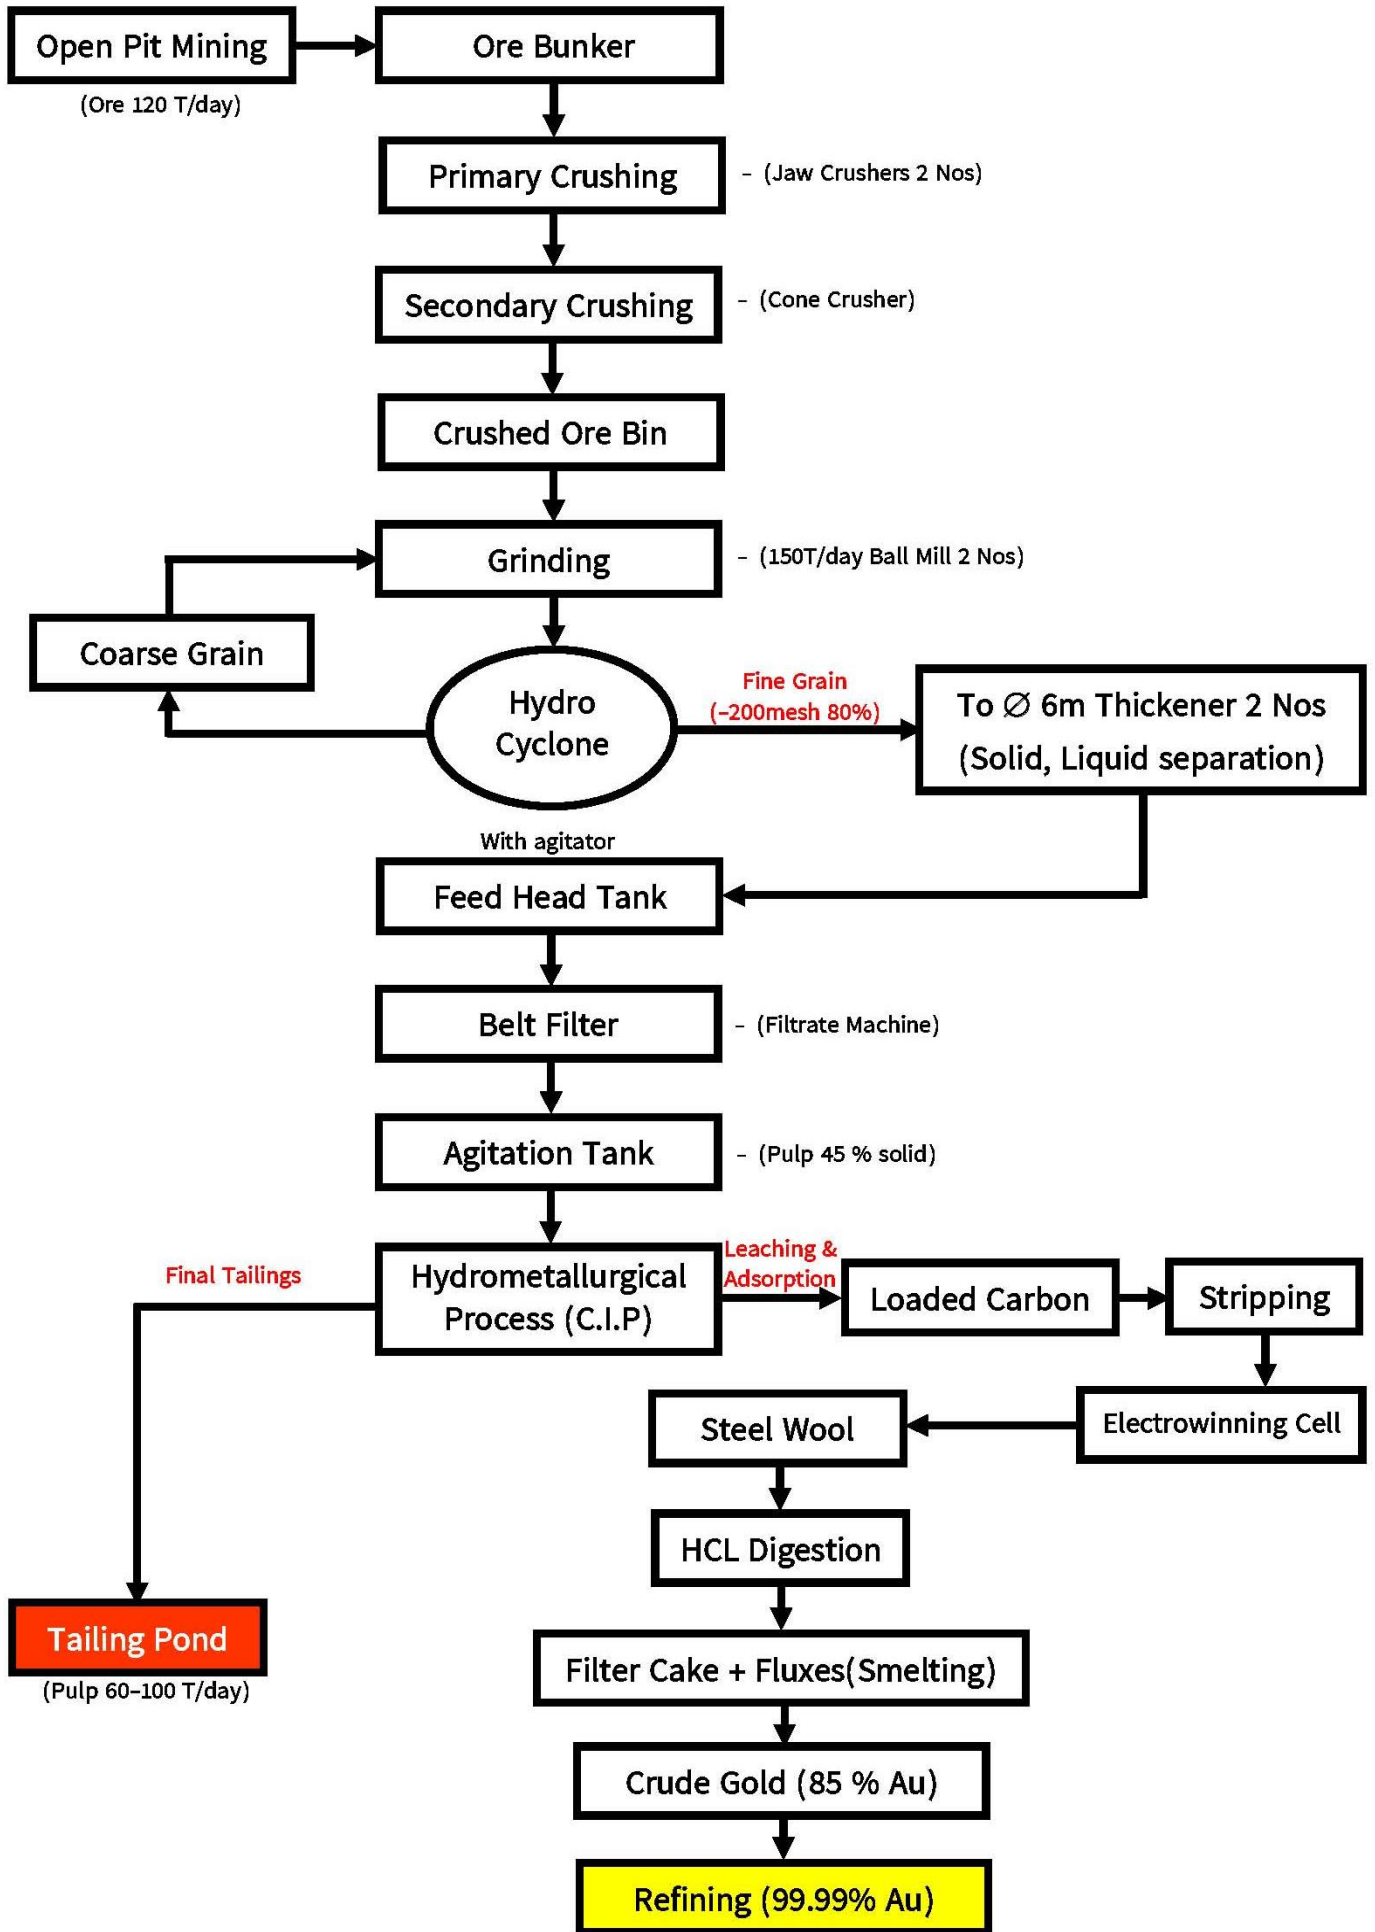 Open Pit Mining
(Ore 120 T/day)
Ore Bunker
Primary Crushing
- (Jaw Crushers 2 Nos)
Secondary Crushing
- (Cone Crusher)
Crushed Ore Bin
Grinding
- (150T/day Ball Mill 2 Nos)
Coarse Grain
Hydro
Cyclone
Fine Grain
(-200mesh 80%)
To ∅ 6m Thickener 2 Nos
(Solid, Liquid separation)
With agitator
Feed Head Tank
Belt Filter
- (Filtrate Machine)
Agitation Tank
- (Pulp 45 % solid)
Hydrometallurgical
Process (C.I.P)
Final Tailings
Leaching &
Adsorption
Loaded Carbon
Stripping
Electrowinning Cell
Steel Wool
HCL Digestion
Tailing Pond
(Pulp 60-100 T/day)
Filter Cake + Fluxes(Smelting)
Crude Gold (85 % Au)
Refining (99.99% Au)